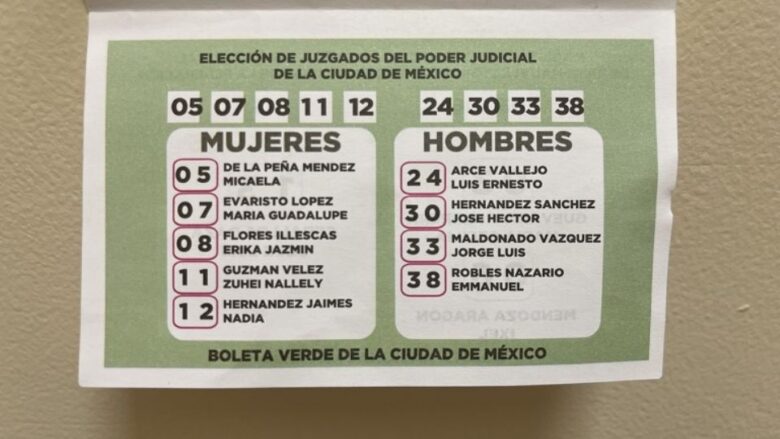 ELECCIÓN DE JUZGADOS DEL PODER JUDICIAL
DE LA CIUDAD DE MÉXICO
05 07 08 11 12
24 30 33 38
MUJERES
05 DE LA PEÑA MENDEZ
MICAELA
07 EVARISTO LOPEZ
MARIA GUADALUPE
08 FLORES ILLESCAS
ERIKA JAZMIN
11 GUZMAN VELEZ
ZUHEI NALLELY
12 HERNANDEZ JAIMES
NADIA
HOMBRES
24 ARCE VALLEJO
LUIS ERNESTO
30 HERNANDEZ SANCHEZ
JOSE HECTOR
33 MALDONADO VAZQUEZ
JORGE LUIS
38 ROBLES NAZARIO
EMMANUEL
MENDOZA ARAGON
IXEL
BOLETA VERDE DE LA CIUDAD DE MÉXICO